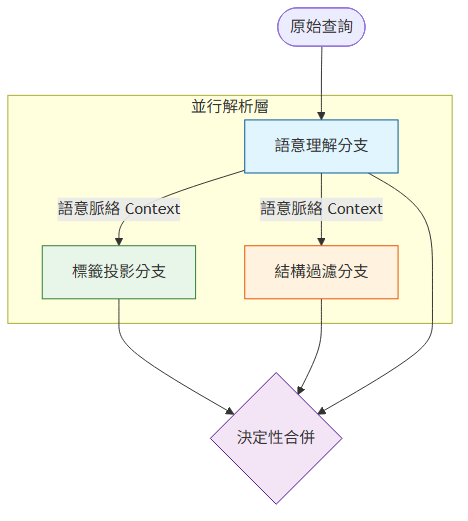 原始查詢
並行解析層
語意理解分支
語意脈絡 Context
語意脈絡 Context
標籤投影分支
結構過濾分支
決定性合併